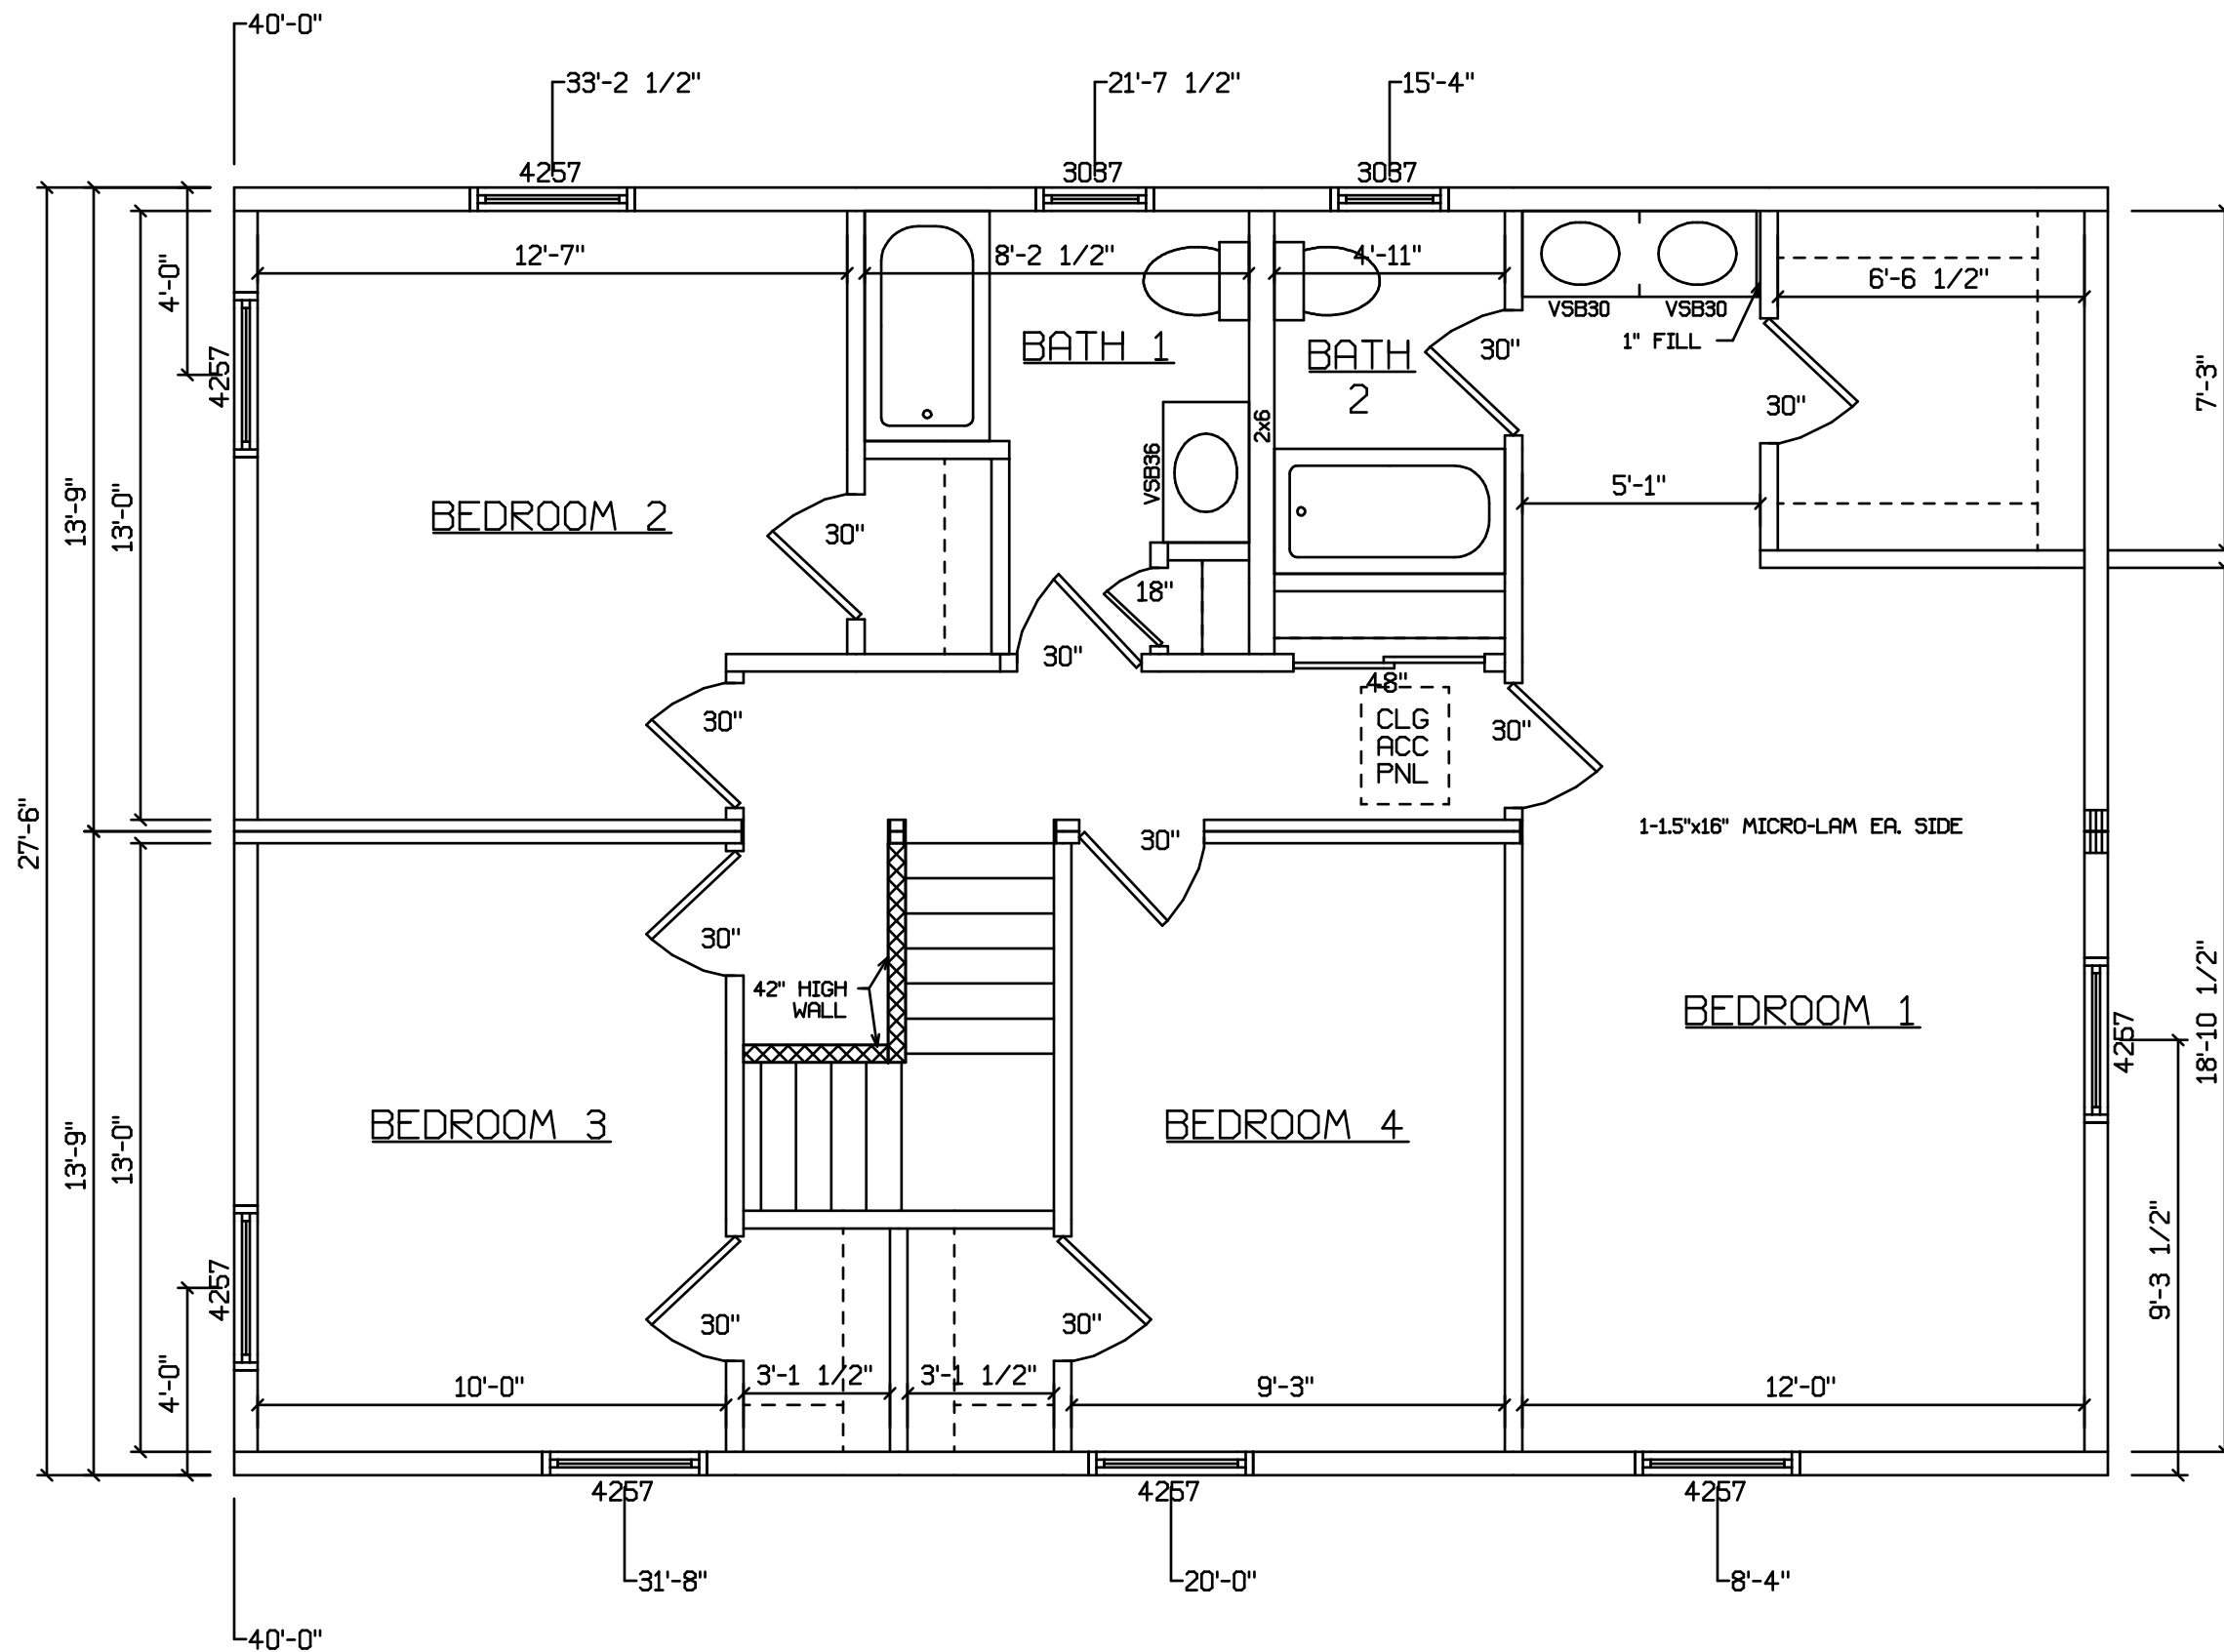 40'-0"
33'-2 1/2"
21'-7 1/2"
15'-4"
4257
3037
3037
12'-7"
8'-2 1/2"
4'-11"
6'-6 1/2"
4'-0"
VSB30
VSB30
1" FILL
BATH 1
BATH
2
30"
30"
4257
7'-3"
2x6
VSB36
5'-1"
13'-9"
13'-0"
BEDROOM 2
30"
18"
30"
48"
30"
CLG
ACC
PNL
30"
27'-6"
30"
1-1.5"x16" MICRO-LAM EA. SIDE
30"
42" HIGH
WALL
BEDROOM 1
4257
18'-10 1/2"
BEDROOM 3
BEDROOM 4
13'-9"
13'-0"
9'-3 1/2"
4257
30"
30"
4'-0"
10'-0"
3'-1 1/2"
3'-1 1/2"
9'-3"
12'-0"
4257
4257
4257
31'-8"
20'-0"
8'-4"
40'-0"